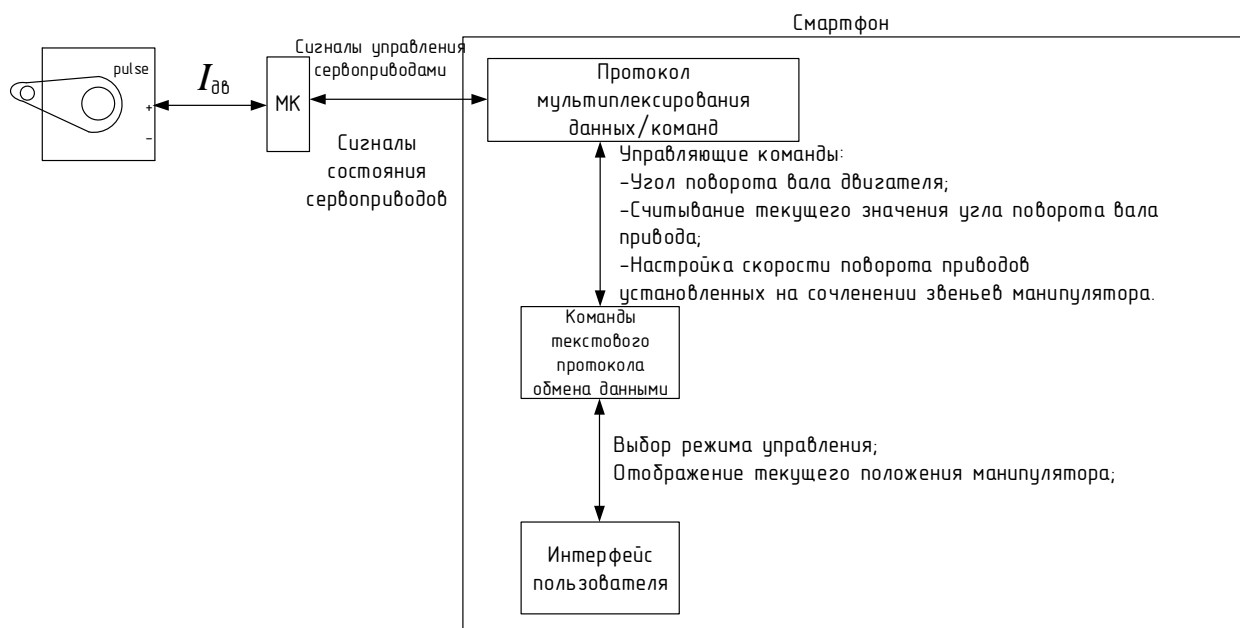 Смартфон
pulse
+
-
Iдв
МК
Сигналы управления
сервоприводами
Сигналы
состояния
сервоприводов
Протокол
мультиплексирования
данных/команд
Управляющие команды:
-Угол поворота вала двигателя;
-Считывание текущего значения угла поворота вала
привода;
-Настройка скорости поворота приводов
установленных на сочленении звеньев манипулятора.
Команды
текстового
протокола
обмена данными
Выбор режима управления;
Отображение текущего положения манипулятора;
Интерфейс
пользователя